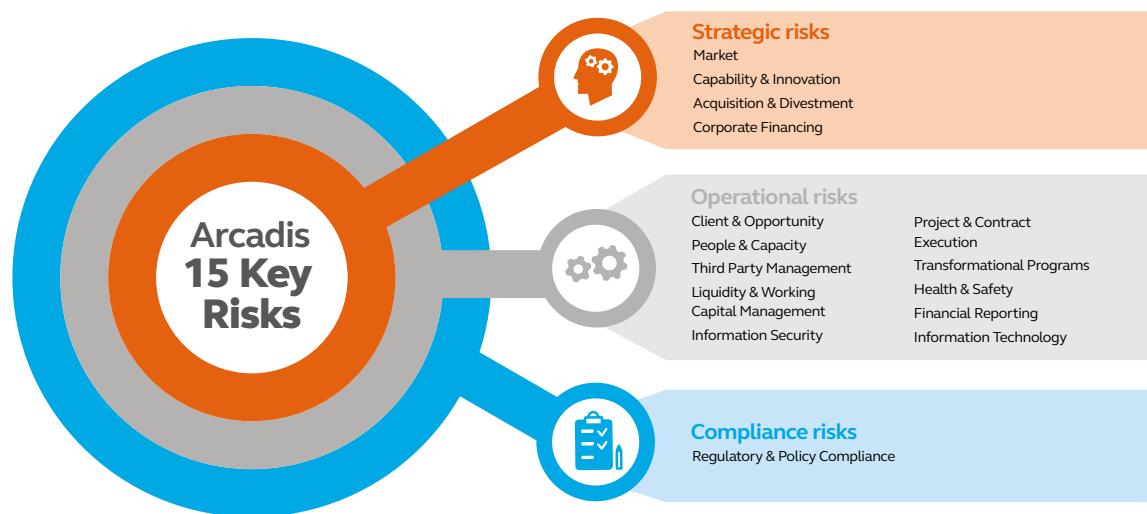 Arcadis
15 Key
Risks
Strategic risks
Market
Capability & Innovation
Acquisition & Divestment
Corporate Financing
Operational risks
Client & Opportunity
People & Capacity
Third Party Management
Liquidity & Working
Capital Management
Information Security
Project & Contract
Execution
Transformational Programs
Health & Safety
Financial Reporting
Information Technology
Compliance risks
Regulatory & Policy Compliance